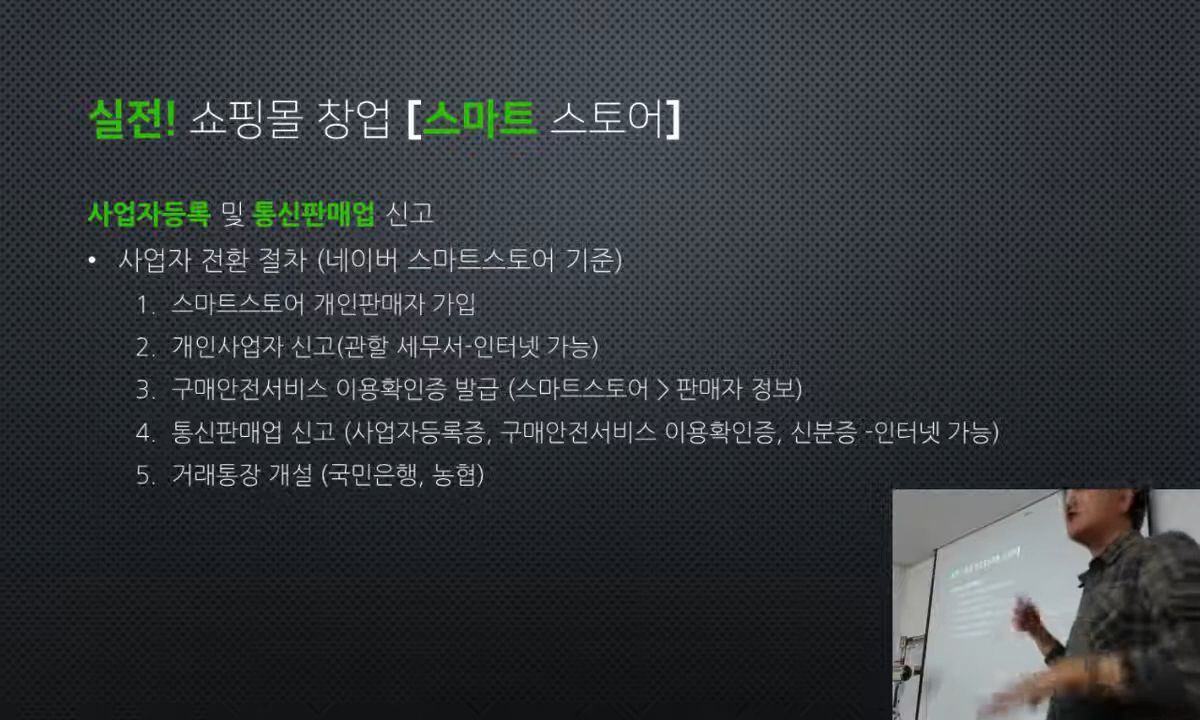 실전! 쇼핑몰 창업 [스마트 스토어]
사업자등록 및 통신판매업 신고
• 사업자 전환 절차 (네이버 스마트스토어 기준)
1. 스마트스토어 개인판매자 가입
2. 개인사업자 신고(관할 세무서-인터넷 가능)
3. 구매안전서비스 이용확인증 발급 (스마트스토어 > 판매자 정보)
4. 통신판매업 신고 (사업자등록증, 구매안전서비스 이용확인증, 신분증 -인터넷 가능)
5. 거래통장 개설 (국민은행, 농협)